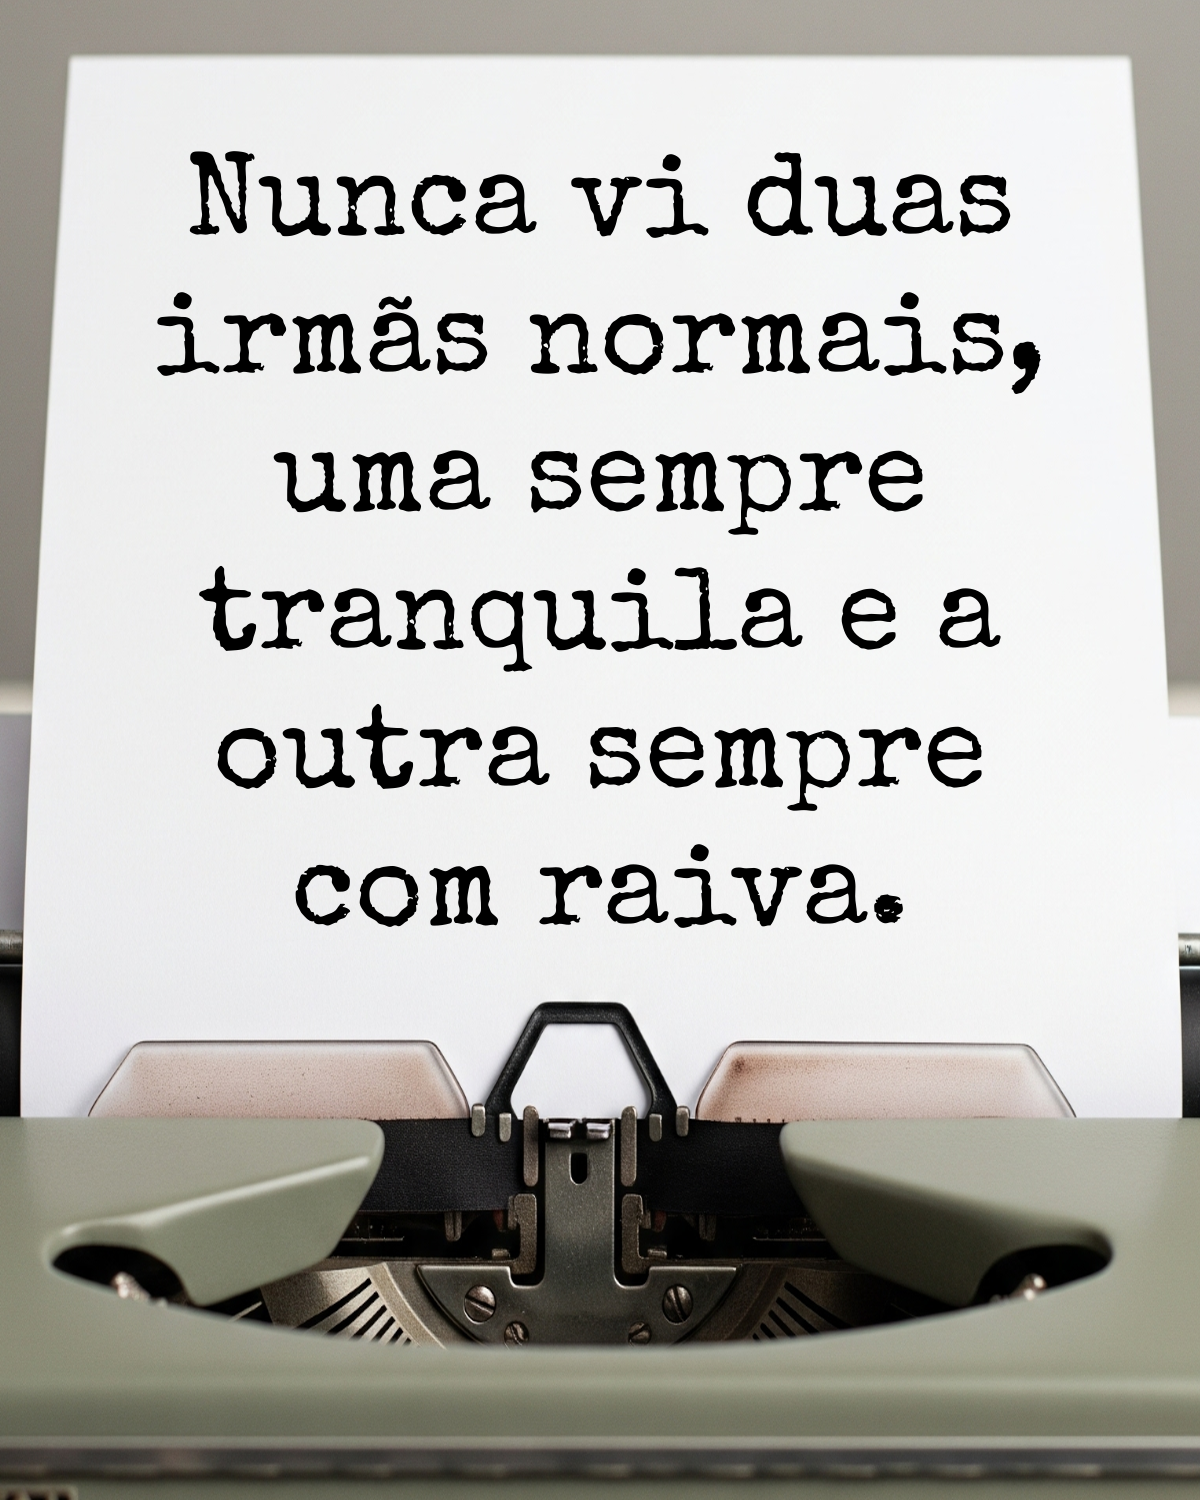 Nunca vi duas
irmãs normais,
uma sempre
tranquila e a
outra sempre
com raiva.